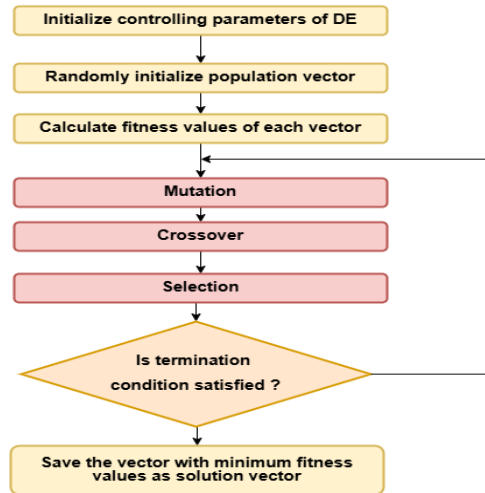 Initialize controlling parameters of DE
Randomly initialize population vector
Calculate fitness values of each vector
Mutation
Crossover
Selection
Is termination
condition satisfied ?
Save the vector with minimum fitness
values as solution vector